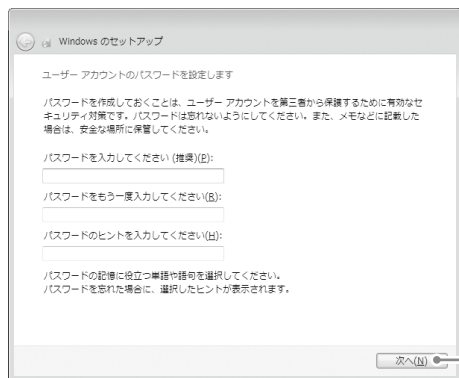 Windows のセットアップ
ユーザー アカウントのパスワードを設定します
パスワードを作成しておくことは、ユーザー アカウントを第三者から保護するために有効なセ
キュリティ対策です。パスワードは忘れないようにしてください。また、メモなどに記載した
場合は、安全な場所に保管してください。
パスワードを入力してください (推奨)(P):
パスワードをもう一度入力してください(R):
パスワードのヒントを入力してください(H):
パスワードの記憶に役立つ単語や語句を選択してください。
パスワードを忘れた場合に、選択したヒントが表示されます。
次へ(N)